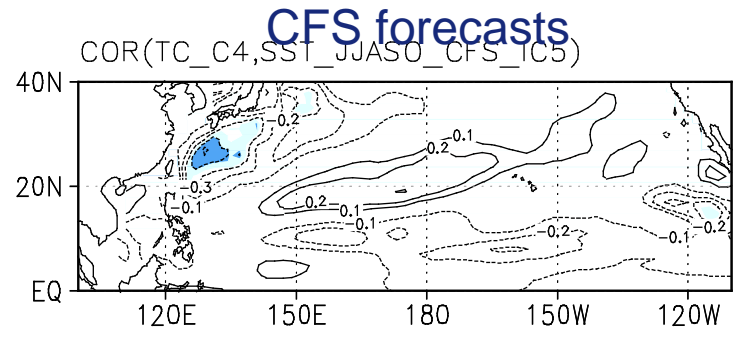 CFS forecasts
COR(TC_C4,SST_JJASO_CFS_IC5)
40N
20N
EQ
-0.2
-0.1
0.2
-0.3
-0.1
0.2
0.1
-0.1
-0.2
-0.1
-0.2
120E 150E 180 150W 120W